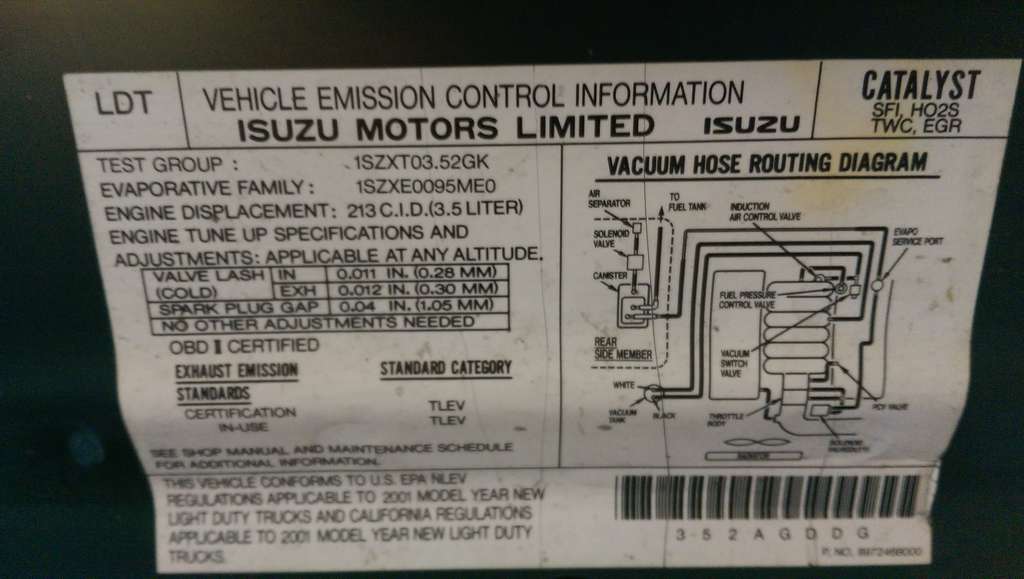 LDT
VEHICLE EMISSION CONTROL INFORMATION
ISUZU MOTORS LIMITED ISUZU
CATALYST
SFI, HO2S
TWC, EGR
TEST GROUP : 1SZXT03.52GK
EVAPORATIVE FAMILY : 1SZXE0095ME0
ENGINE DISPLACEMENT: 213 C.I.D.(3.5 LITER)
ENGINE TUNE UP SPECIFICATIONS AND
ADJUSTMENTS: APPLICABLE AT ANY ALTITUDE.
VALVE LASH IN 0.011 IN. (0.28 MM)
(COLD) EXH 0.012 IN. (0.30 MM)
SPARK PLUG GAP 0.04 IN. (1.05 MM)
NO OTHER ADJUSTMENTS NEEDED
OBD II CERTIFIED
EXHAUST EMISSION STANDARD CATEGORY
STANDARDS
CERTIFICATION TLEV
IN-USE TLEV
SEE SHOP MANUAL AND MAINTENANCE SCHEDULE
FOR ADDITIONAL INFORMATION.
THIS VEHICLE CONFORMS TO U.S. EPA NLEV
REGULATIONS APPLICABLE TO 2001 MODEL YEAR NEW
LIGHT DUTY TRUCKS AND CALIFORNIA REGULATIONS
APPLICABLE TO 2001 MODEL YEAR NEW LIGHT DUTY
TRUCKS.
VACUUM HOSE ROUTING DIAGRAM
AIR
SEPARATOR
TO
FUEL TANK
INDUCTION
AIR CONTROL VALVE
SOLENOID
VALVE
EVAPO
SERVICE PORT
CANISTER
FUEL PRESSURE
CONTROL VALVE
REAR
SIDE MEMBER
VACUUM
SWITCH
VALVE
WHITE
VACUUM
TANK
BLACK
THROTTLE
BODY
PCV VALVE
SOLENOID
RADIATOR
3-52AGDDG
P. NO. 8972468000